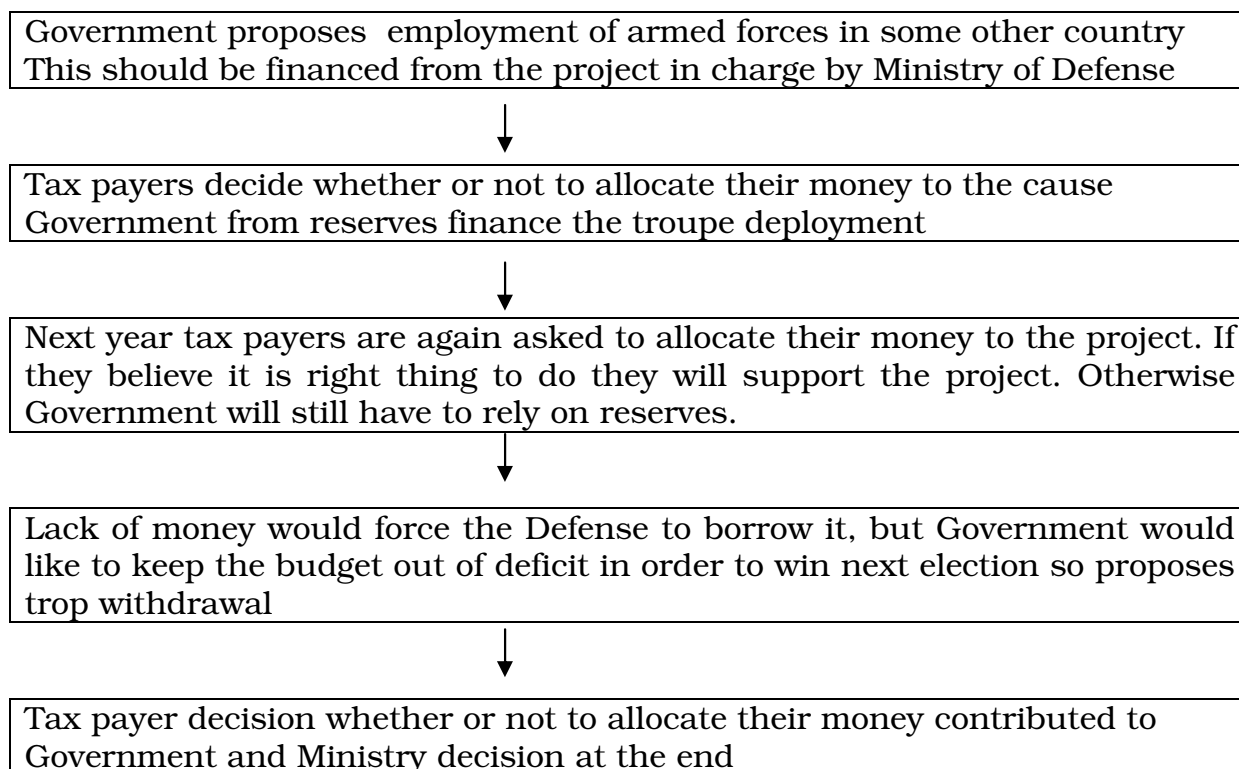 Government proposes  employment of armed forces in some other country
This should be financed from the project in charge by Ministry of Defense
Tax payers decide whether or not to allocate their money to the cause
Government from reserves finance the troupe deployment
Next year tax payers are again asked to allocate their money to the project. If
they believe it is right thing to do they will support the project. Otherwise
Government will still have to rely on reserves.
Lack of money would force the Defense to borrow it, but Government would
like to keep the budget out of deficit in order to win next election so proposes
trop withdrawal
Tax payer decision whether or not to allocate their money contributed to
Government and Ministry decision at the end